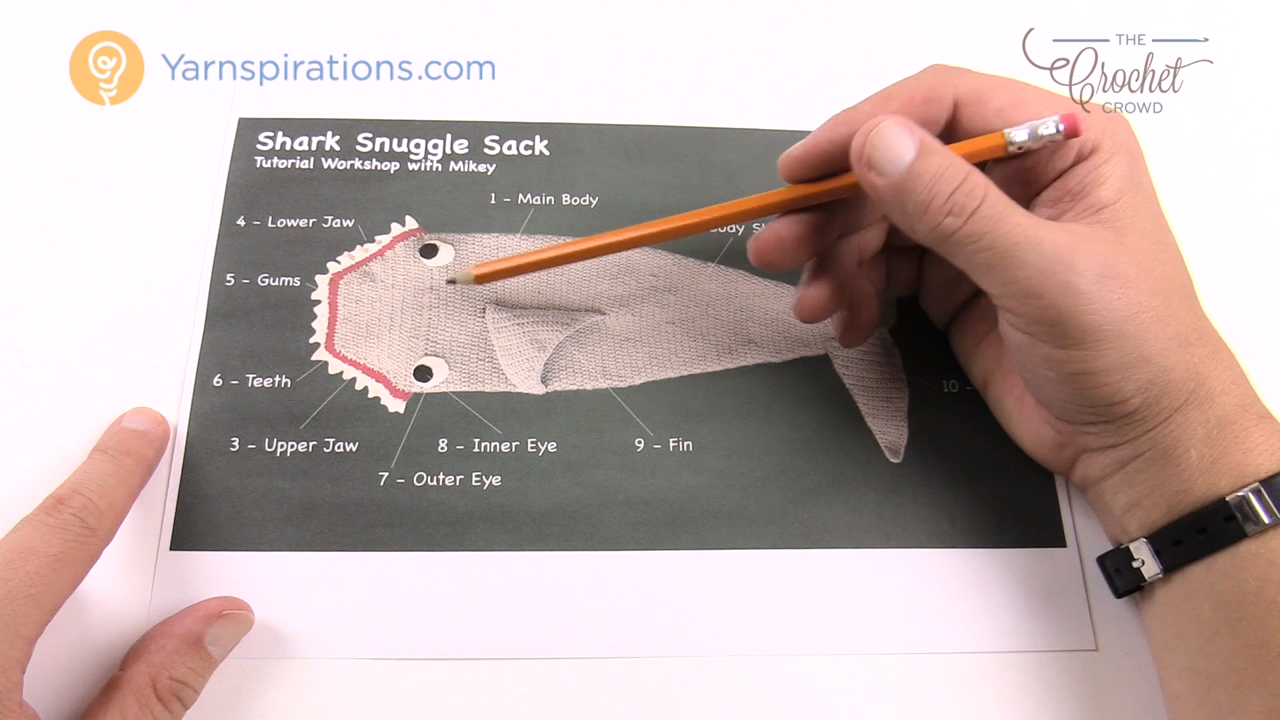 Yarnspirations.com
THE
Crochet
CROWD
Shark Snuggle Sack
Tutorial Workshop with Mikey
1 - Main Body
4 - Lower Jaw
5 - Gums
6 - Teeth
10 -
3 - Upper Jaw
8 - Inner Eye
9 - Fin
7 - Outer Eye